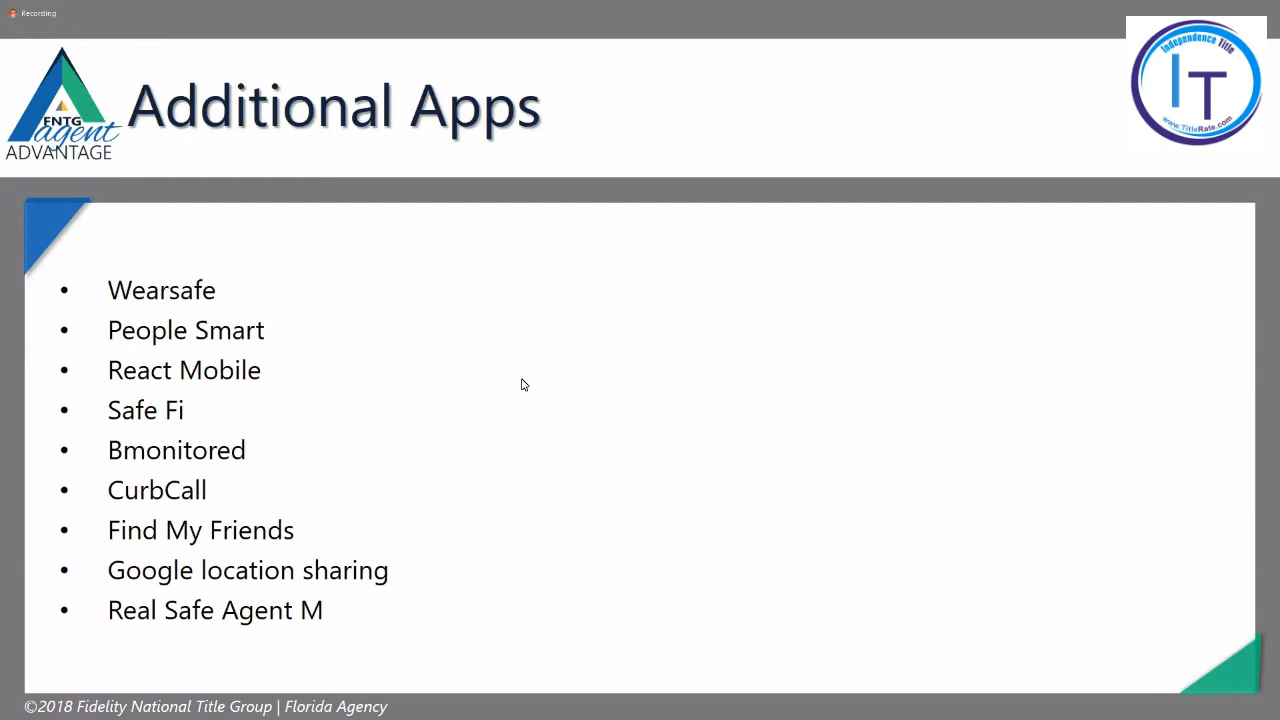 Recording
Independence Title
IT
www.TitleRate.com
FNTG
agent
ADVANTAGE
Additional Apps
• Wearsafe
• People Smart
• React Mobile
• Safe Fi
• Bmonitored
• CurbCall
• Find My Friends
• Google location sharing
• Real Safe Agent M
©2018 Fidelity National Title Group | Florida Agency